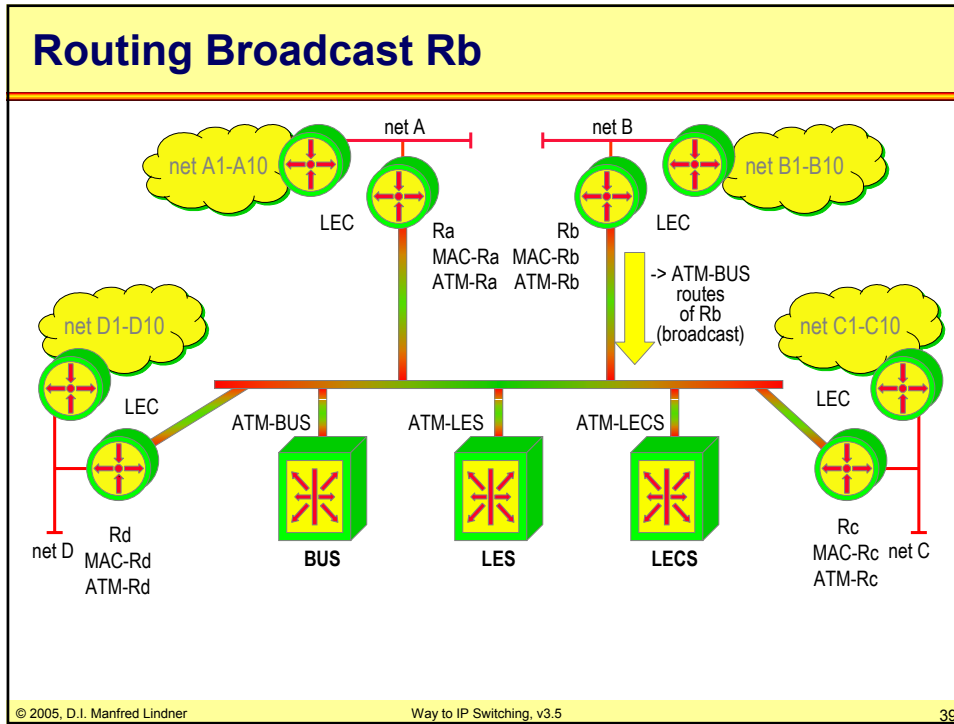 Routing Broadcast Rb
net A
net B
net A1-A10
net B1-B10
LEC
LEC
Ra
MAC-Ra
ATM-Ra
Rb
MAC-Rb
ATM-Rb
-> ATM-BUS
routes
of Rb
(broadcast)
net D1-D10
net C1-C10
LEC
LEC
ATM-BUS
ATM-LES
ATM-LECS
Rd
MAC-Rd
ATM-Rd
net D
BUS
LES
LECS
Rc
MAC-Rc
ATM-Rc
net C
© 2005, D.I. Manfred Lindner
Way to IP Switching, v3.5
39